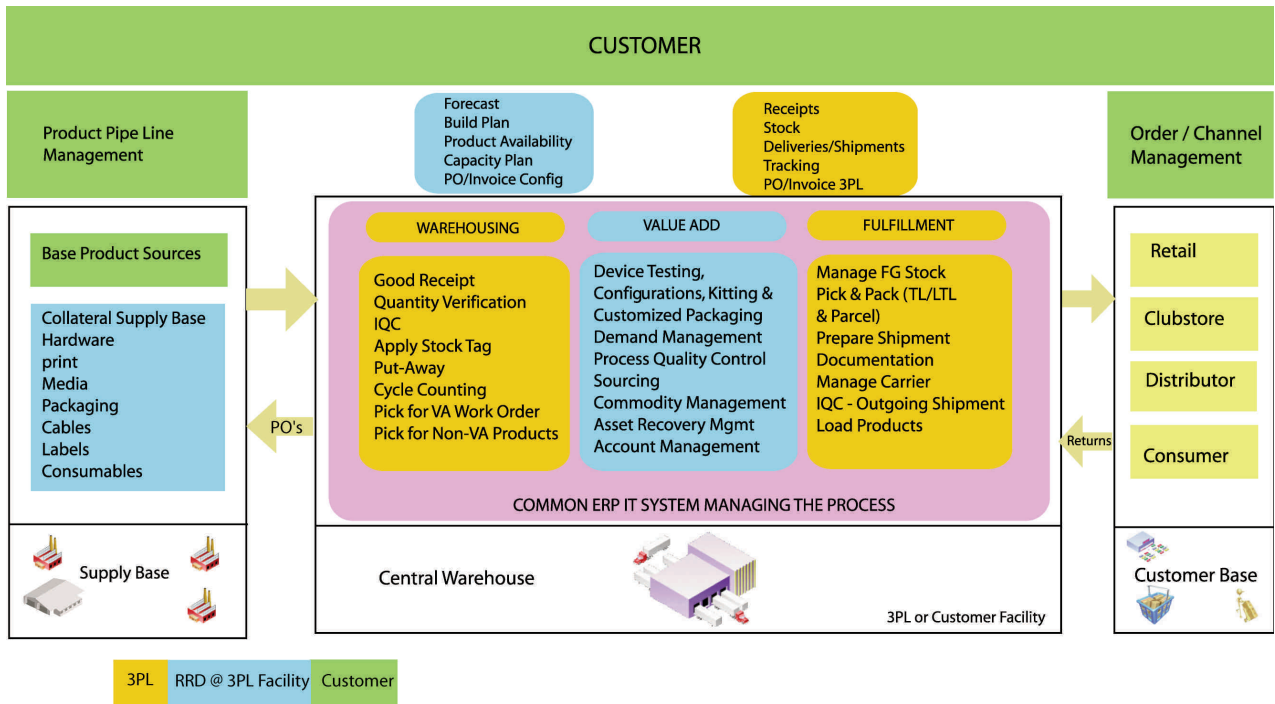 CUSTOMER
Product Pipe Line
Management
Forecast
Build Plan
Product Availability
Capacity Plan
PO/Invoice Config
Receipts
Stock
Deliveries/Shipments
Tracking
PO/Invoice 3PL
Order / Channel
Management
Base Product Sources
Collateral Supply Base
Hardware
print
Media
Packaging
Cables
Labels
Consumables
PO's
WAREHOUSING
Good Receipt
Quantity Verification
IQC
Apply Stock Tag
Put-Away
Cycle Counting
Pick for VA Work Order
Pick for Non-VA Products
VALUE ADD
Device Testing,
Configurations, Kitting &
Customized Packaging
Demand Management
Process Quality Control
Sourcing
Commodity Management
Asset Recovery Mgmt
Account Management
FULFILLMENT
Manage FG Stock
Pick & Pack (TL/LTL
& Parcel)
Prepare Shipment
Documentation
Manage Carrier
IQC - Outgoing Shipment
Load Products
COMMON ERP IT SYSTEM MANAGING THE PROCESS
Returns
Retail
Clubstore
Distributor
Consumer
Supply Base
Central Warehouse
3PL or Customer Facility
Customer Base
3PL
RRD @ 3PL Facility
Customer